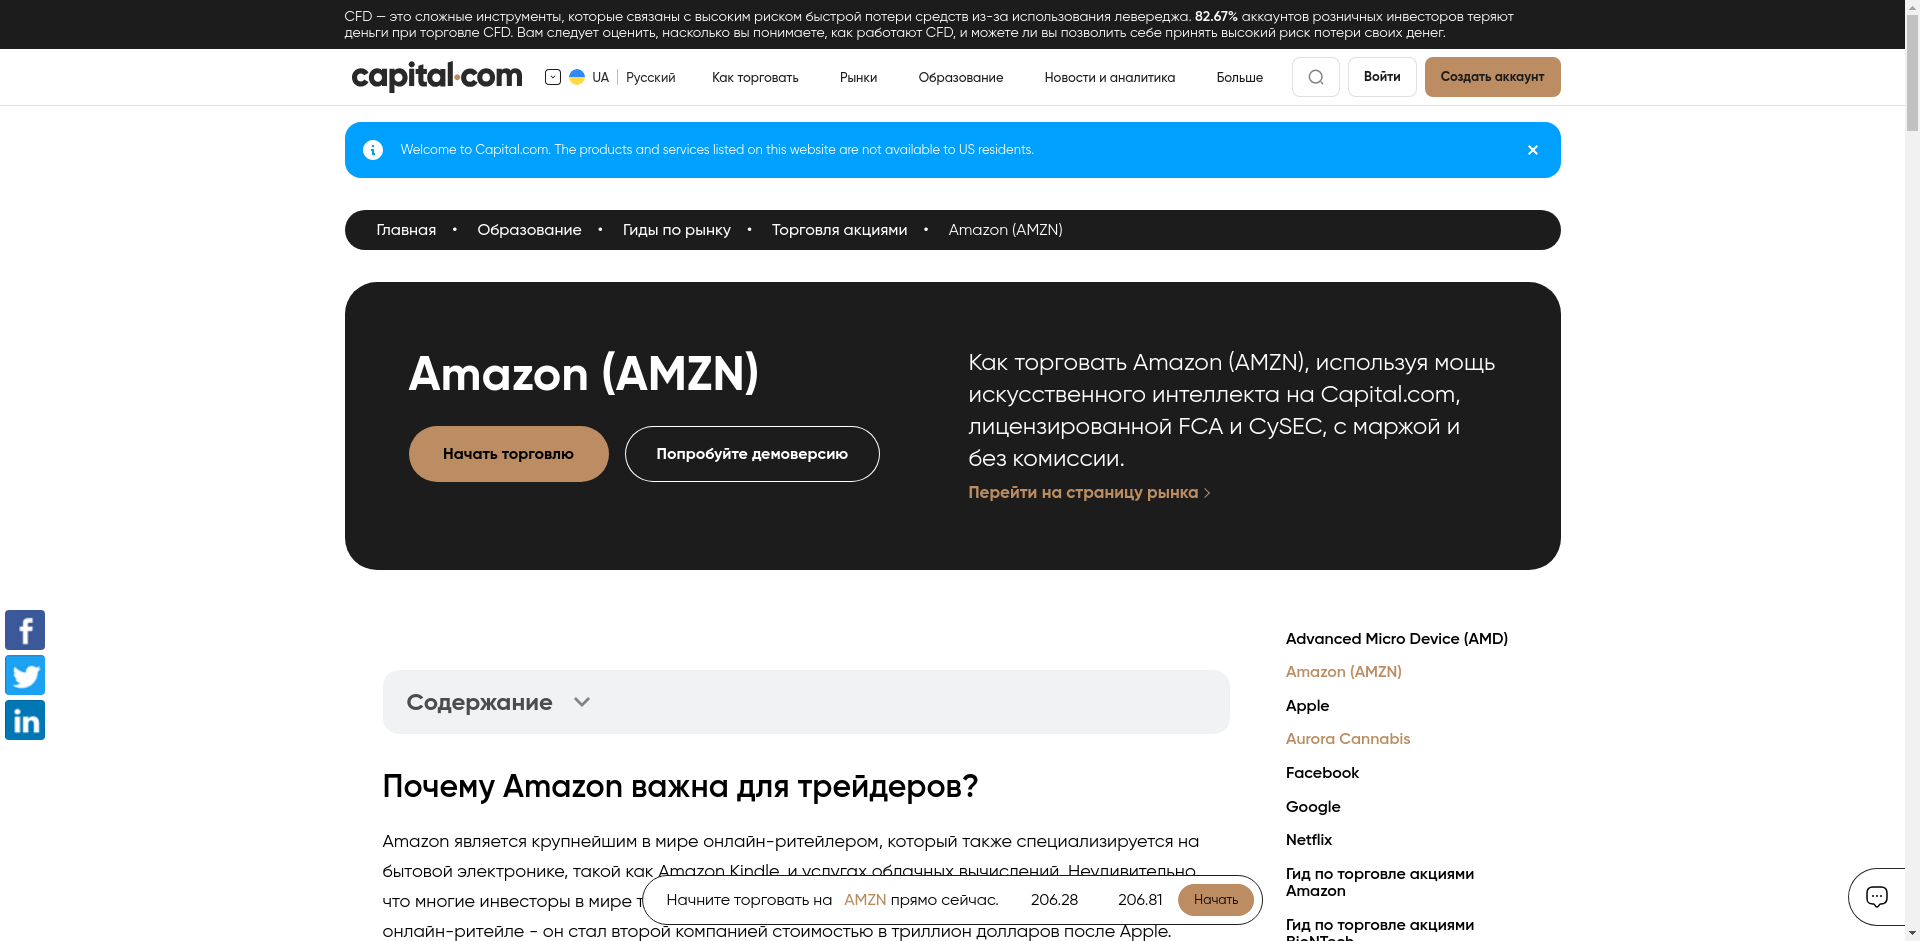 CFD — это сложные инструменты, которые связаны с высоким риском быстрой потери средств из-за использования левереджа. 82.67% аккаунтов розничных инвесторов теряют
деньги при торговле CFD. Вам следует оценить, насколько вы понимаете, как работают CFD, и можете ли вы позволить себе принять высокий риск потери своих денег.
capital.com UA Русский Как торговать Рынки Образование Новости и аналитика Больше Войти Создать аккаунт
Welcome to Capital.com. The products and services listed on this website are not available to US residents.
Главная • Образование • Гиды по рынку • Торговля акциями • Amazon (AMZN)
Amazon (AMZN)
Начать торговлю Попробуйте демоверсию
Как торговать Amazon (AMZN), используя мощь
искусственного интеллекта на Capital.com,
лицензированной FCA и CySEC, с маржой и
без комиссии.
Перейти на страницу рынка
Содержание
Почему Amazon важна для трейдеров?
Amazon является крупнейшим в мире онлайн-ритейлером, который также специализируется на
бытовой электронике, такой как Amazon Kindle, и услугах облачных вычислений. Неудивительно,
что многие инвесторы в мире
онлайн-ритейле - он стал второй компанией стоимостью в триллион долларов после Apple.
Advanced Micro Device (AMD)
Amazon (AMZN)
Apple
Aurora Cannabis
Facebook
Google
Netflix
Гид по торговле акциями
Amazon
Гид по торговле акциями
BioNTech
Начните торговать на AMZN прямо сейчас. 206.28 206.81 Начать